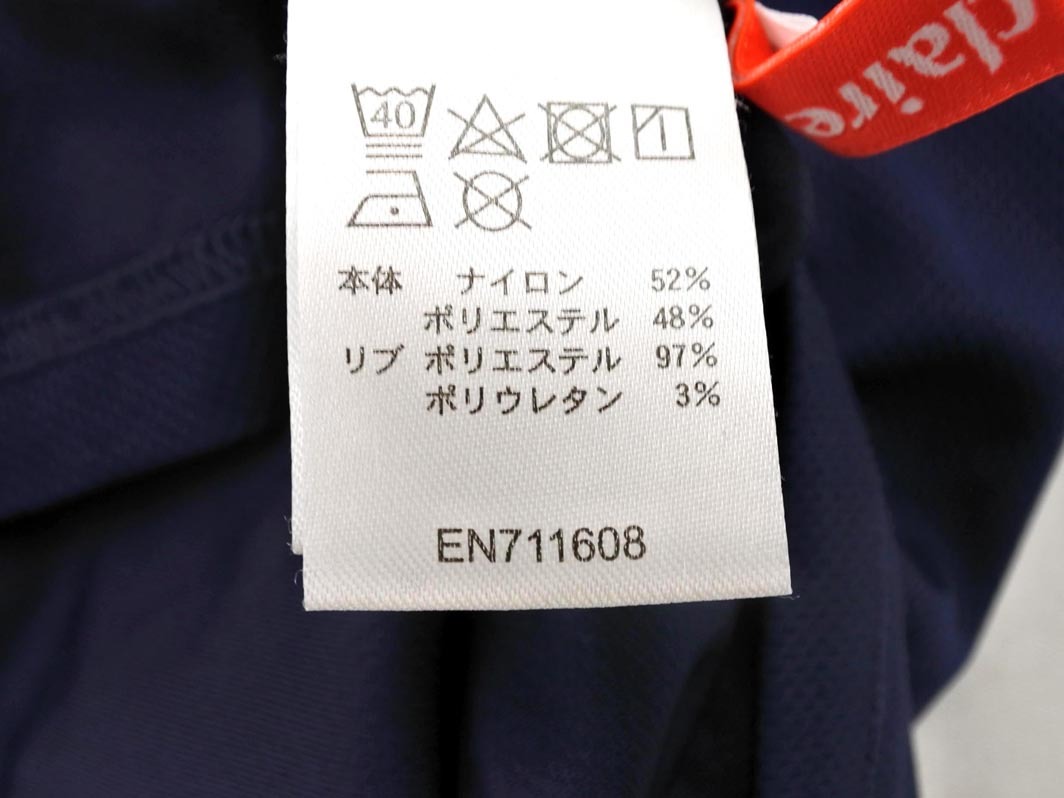 claire
40
本体 ナイロン 52%
ポリエステル 48%
リブ ポリエステル 97%
ポリウレタン 3%
EN711608